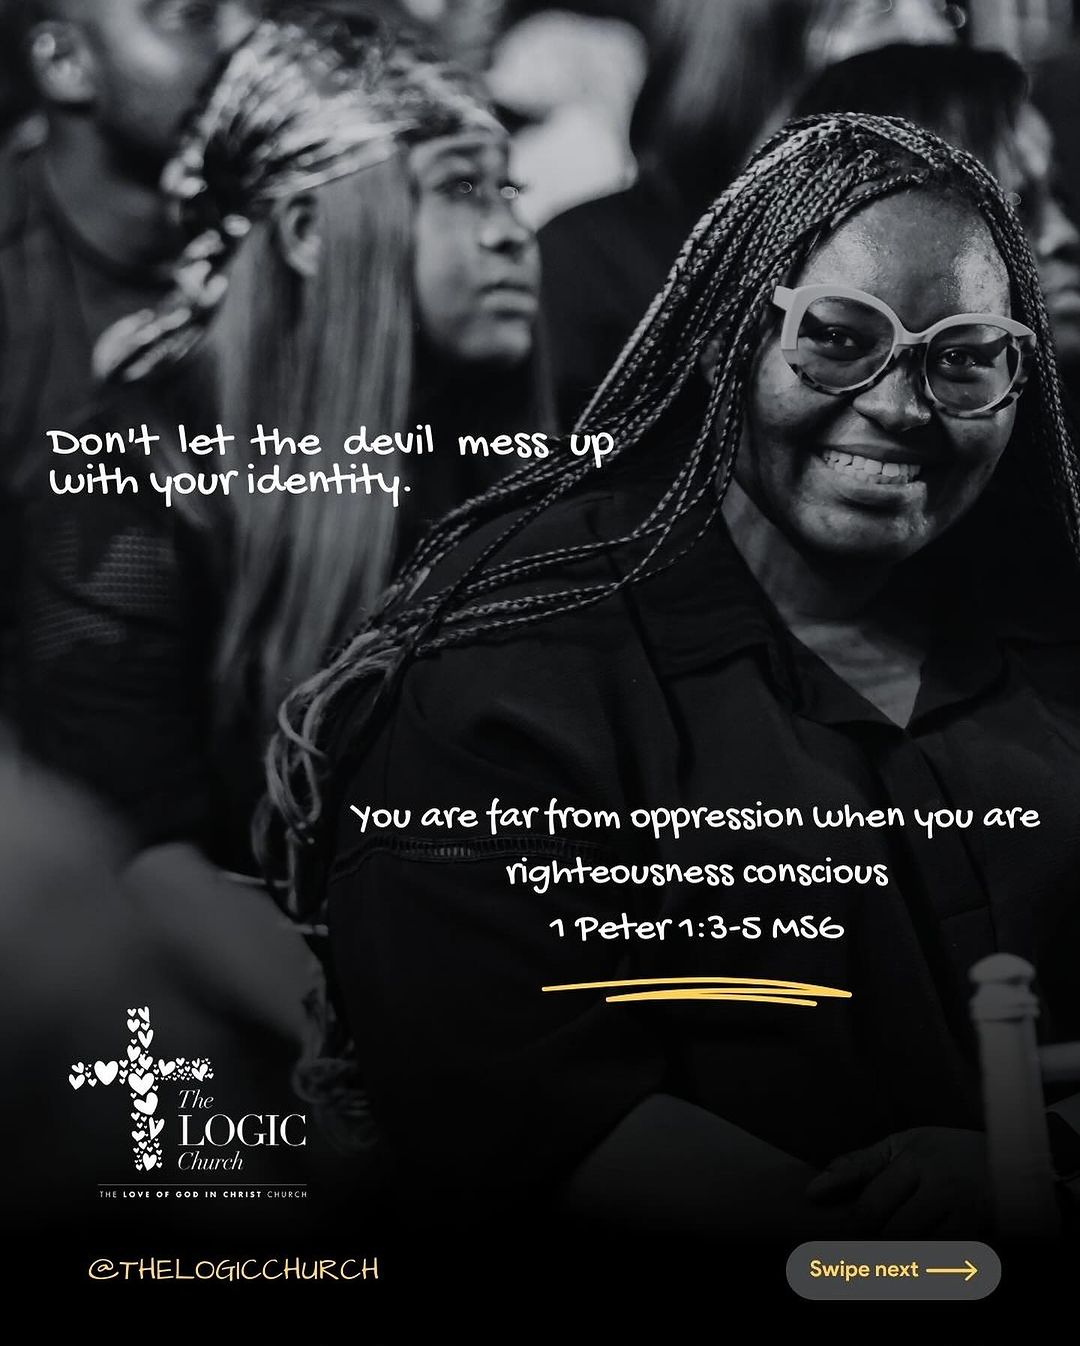 Don't let the devil mess up
with your identity.
You are far from oppression when you are
righteousness conscious
1 Peter 1:3-5 MSG
The
LOGIC
Church
THE LOVE OF GOD IN CHRIST CHURCH
@THELOGICCHURCH
Swipe next